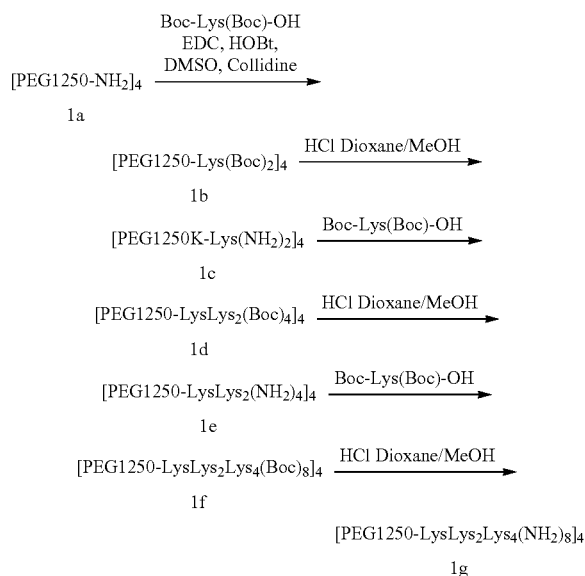 Boc-Lys(Boc)-OH
EDC, HOBt,
DMSO, Collidine
[PEG1250-NH₂]₄
1a
[PEG1250-Lys(Boc)₂]₄ HCl Dioxane/MeOH
1b
[PEG1250K-Lys(NH₂)₂]₄ Boc-Lys(Boc)-OH
1c
[PEG1250-LysLys₂(Boc)₄]₄ HCl Dioxane/MeOH
1d
[PEG1250-LysLys₂(NH₂)₄]₄ Boc-Lys(Boc)-OH
1e
[PEG1250-LysLys₂Lys₄(Boc)₈]₄ HCl Dioxane/MeOH
1f
[PEG1250-LysLys₂Lys₄(NH₂)₈]₄
1g